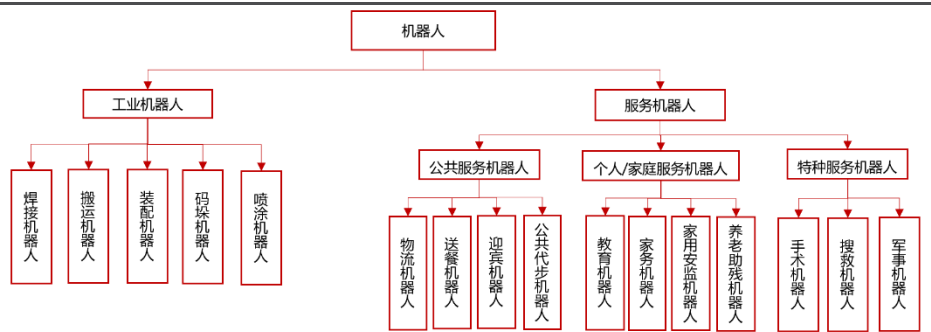 机器人
工业机器人
服务机器人
公共服务机器人
个人/家庭服务机器人
特种服务机器人
焊接机器人
搬运机器人
装配机器人
码垛机器人
喷涂机器人
物流机器人
送餐机器人
迎宾机器人
公共代步机器人
教育机器人
家务机器人
家用安监机器人
养老助残机器人
手术机器人
搜救机器人
军事机器人